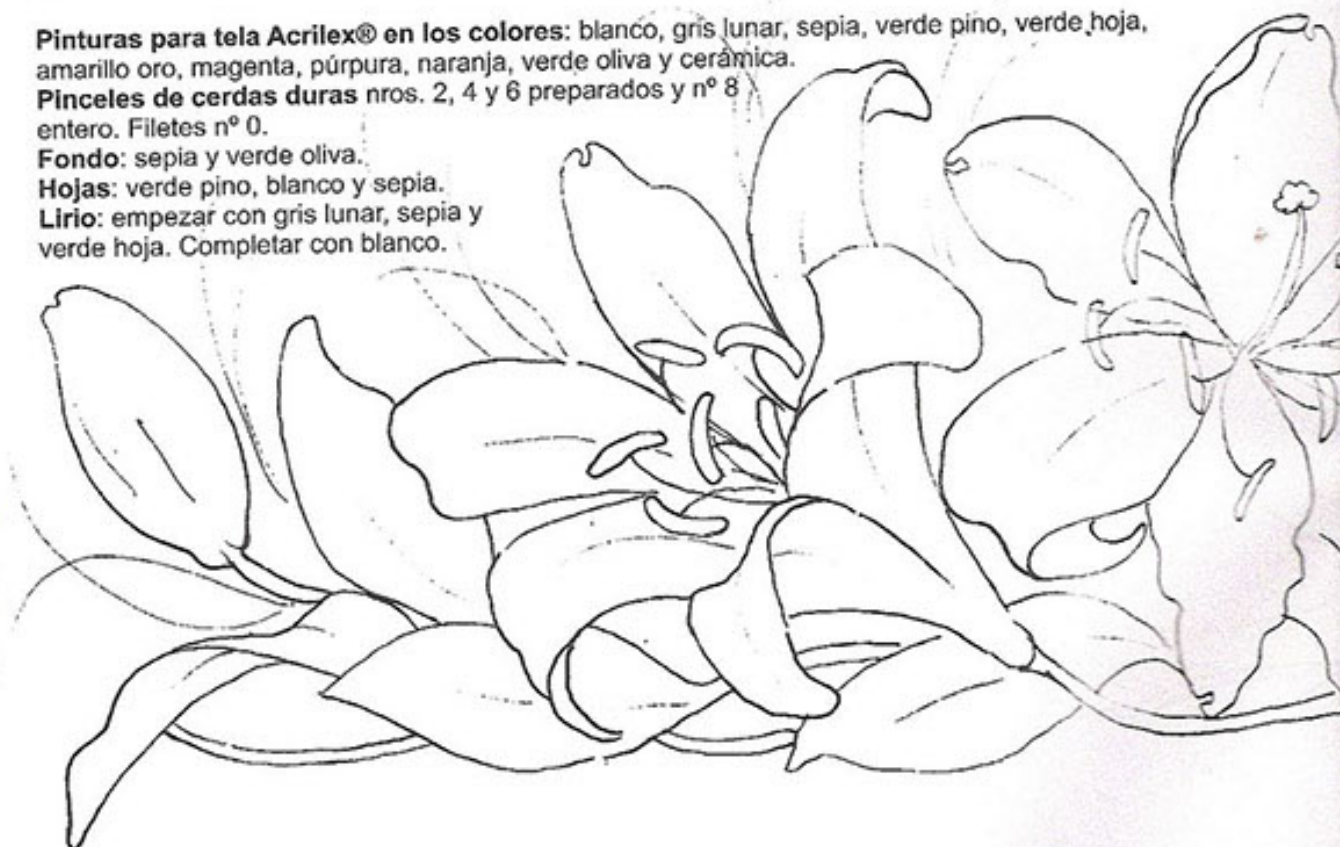 Pinturas para tela Acrilex® en los colores: blanco, gris lunar, sepia, verde pino, verde hoja,
amarillo oro, magenta, púrpura, naranja, verde oliva y cerámica.
Pinceles de cerdas duras nros. 2, 4 y 6 preparados y nº 8
entero. Filetes nº 0.
Fondo: sepia y verde oliva.
Hojas: verde pino, blanco y sepia.
Lirio: empezar con gris lunar, sepia y
verde hoja. Completar con blanco.